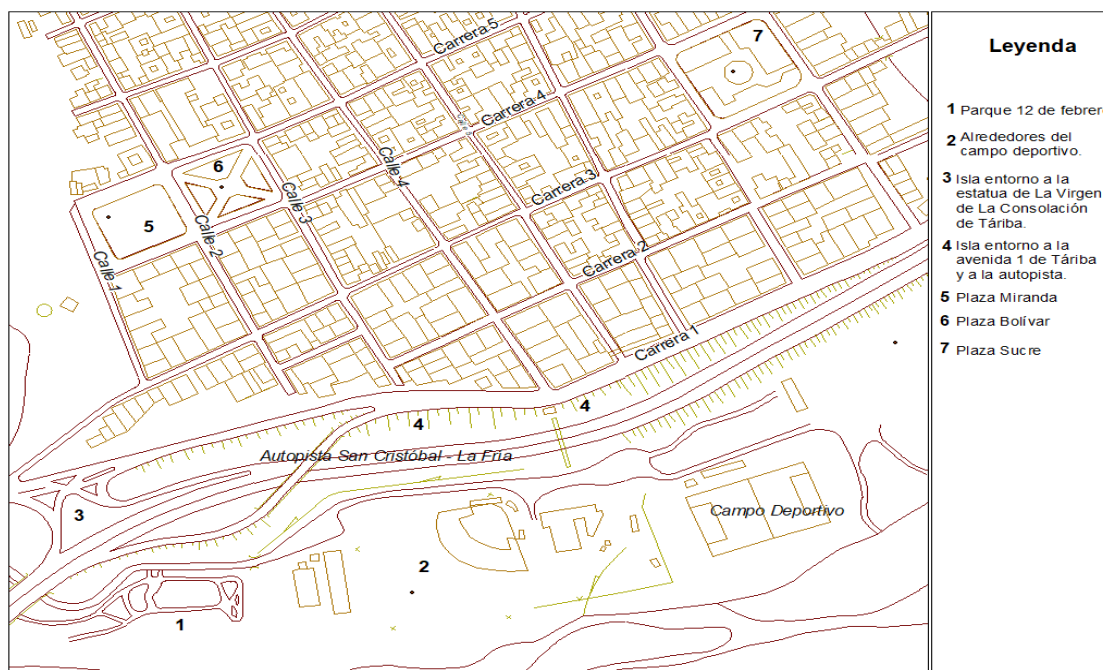 Carrera 5
7
Carrera 4
6
Calle 4
Carrera 3
Calle 3
5
Calle 2
Carrera 2
Calle 1
Carrera 1
4
4
Autopista San Cristóbal - La Fría
3
Campo Deportivo
2
1
Leyenda
1 Parque 12 de febrer
2 Alrededores del
campo deportivo.
3 Isla entorno a la
estatua de La Virgen
de La Consolación
de Táriba.
4 Isla entorno a la
avenida 1 de Táriba
y a la autopista.
5 Plaza Miranda
6 Plaza Bolívar
7 Plaza Sucre